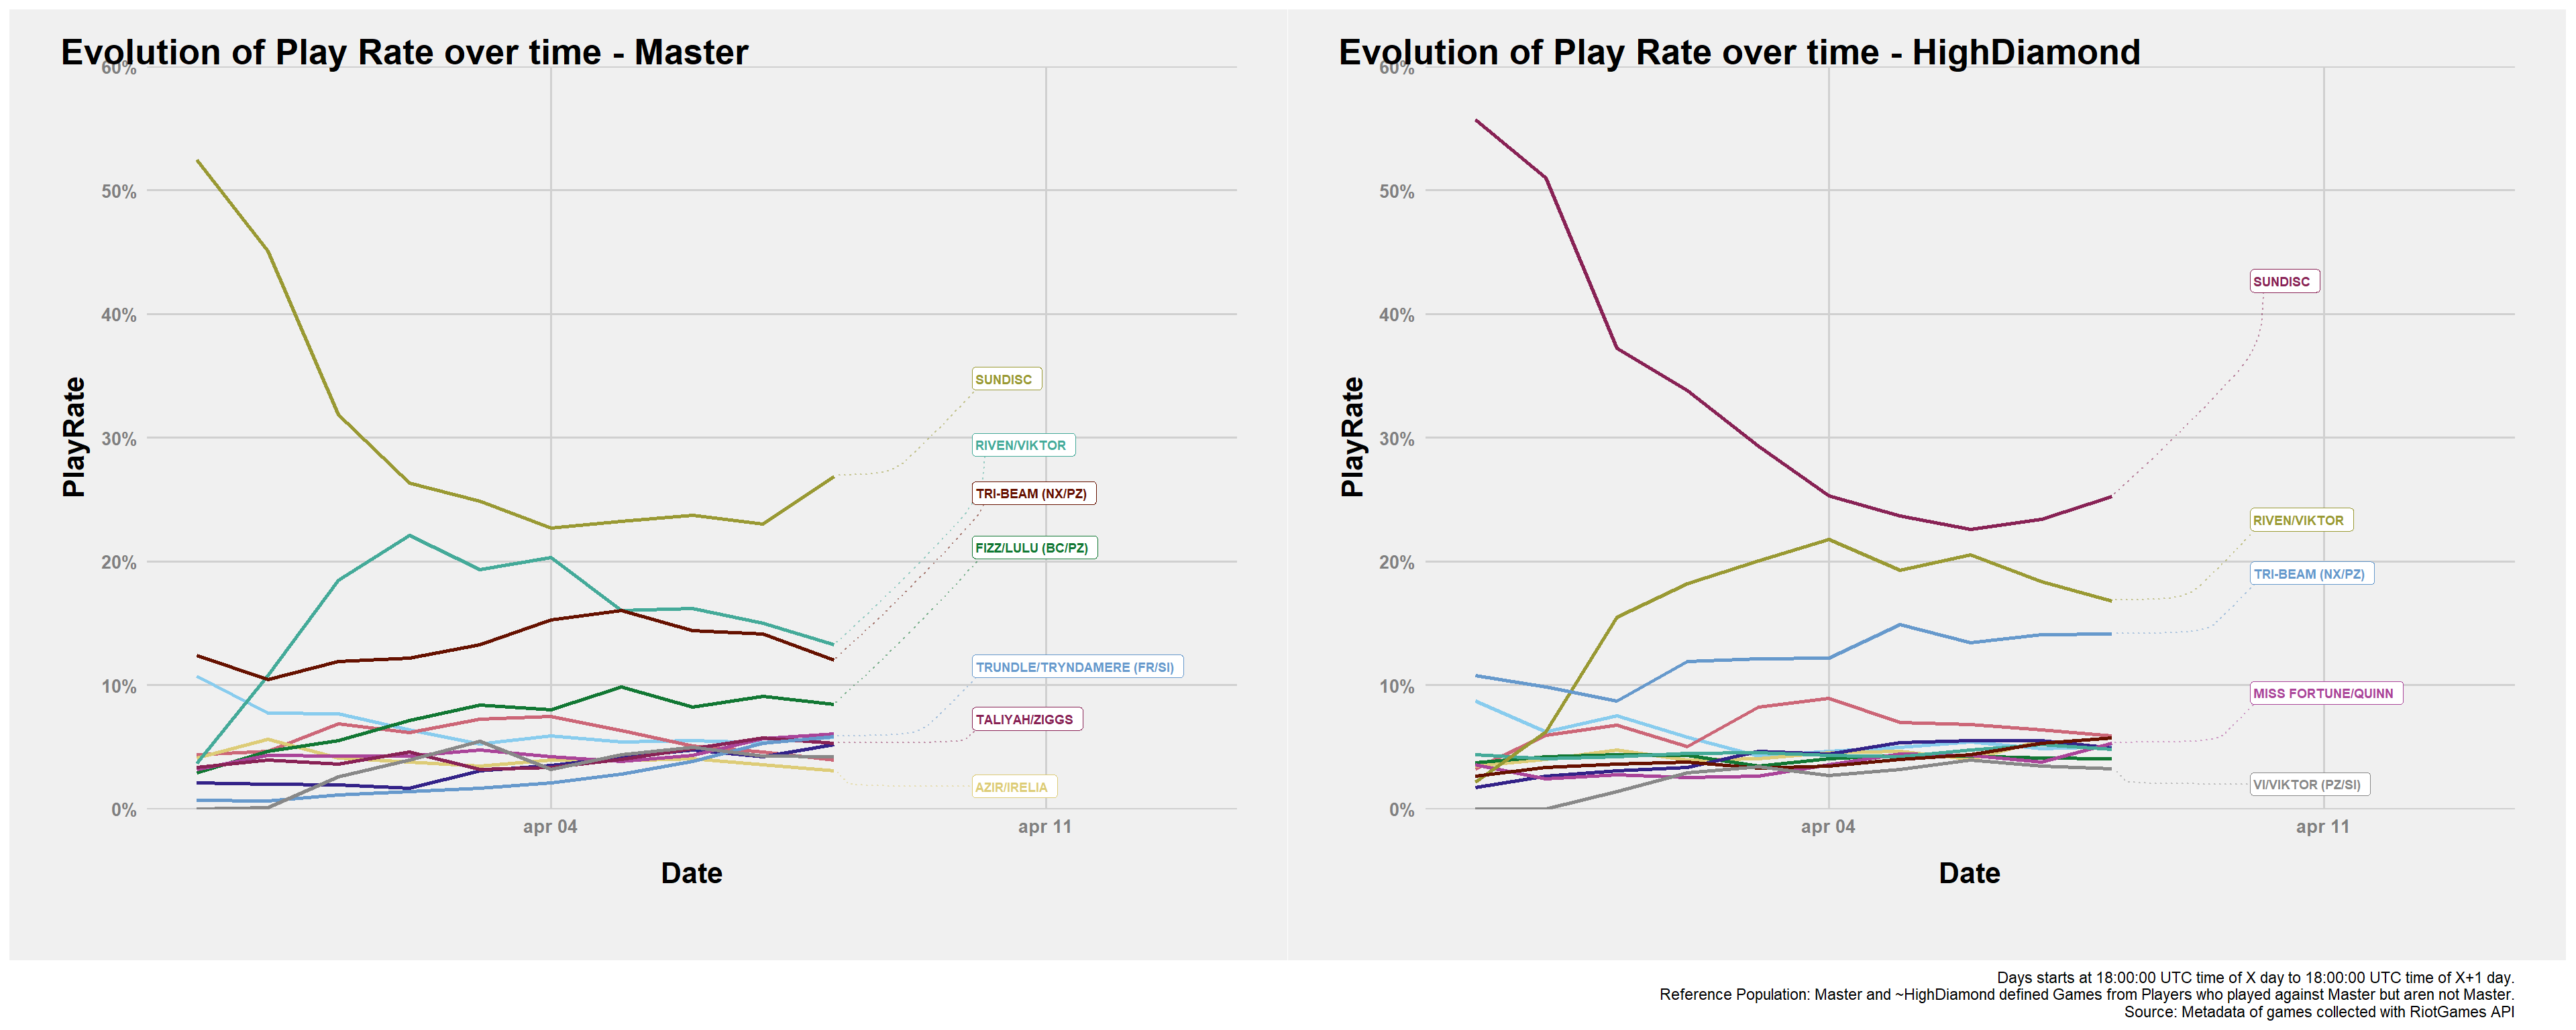 Evolution of Play Rate over time - Master
60%
50%
40%
30%
20%
10%
0%
PlayRate
SUNDISC
RIVEN/VIKTOR
TRI-BEAM (NX/PZ)
FIZZ/LULU (BC/PZ)
TRUNDLE/TRYNDAMERE (FR/SI)
TALIYAH/ZIGGS
AZIR/IRELIA
apr 04
apr 11
Date
Evolution of Play Rate over time - HighDiamond
60%
50%
40%
30%
20%
10%
0%
PlayRate
SUNDISC
RIVEN/VIKTOR
TRI-BEAM (NX/PZ)
MISS FORTUNE/QUINN
VI/VIKTOR (PZ/SI)
apr 04
apr 11
Date
Days starts at 18:00:00 UTC time of X day to 18:00:00 UTC time of X+1 day.
Reference Population: Master and ~HighDiamond defined Games from Players who played against Master but aren not Master.
Source: Metadata of games collected with RiotGames API